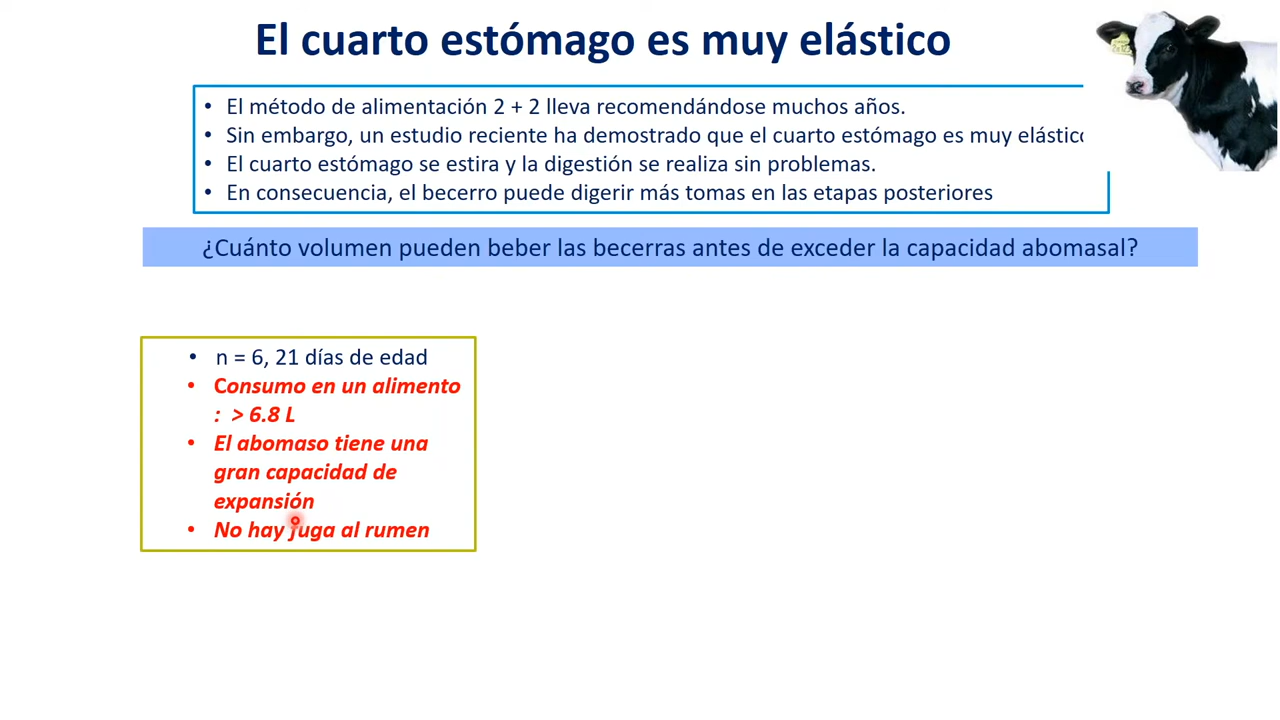 El cuarto estómago es muy elástico
• El método de alimentación 2 + 2 lleva recomendándose muchos años.
• Sin embargo, un estudio reciente ha demostrado que el cuarto estómago es muy elástico
• El cuarto estómago se estira y la digestión se realiza sin problemas.
• En consecuencia, el becerro puede digerir más tomas en las etapas posteriores
¿Cuánto volumen pueden beber las becerras antes de exceder la capacidad abomasal?
• n = 6, 21 días de edad
• Consumo en un alimento
: > 6.8 L
• El abomaso tiene una
gran capacidad de
expansión
• No hay juga al rumen